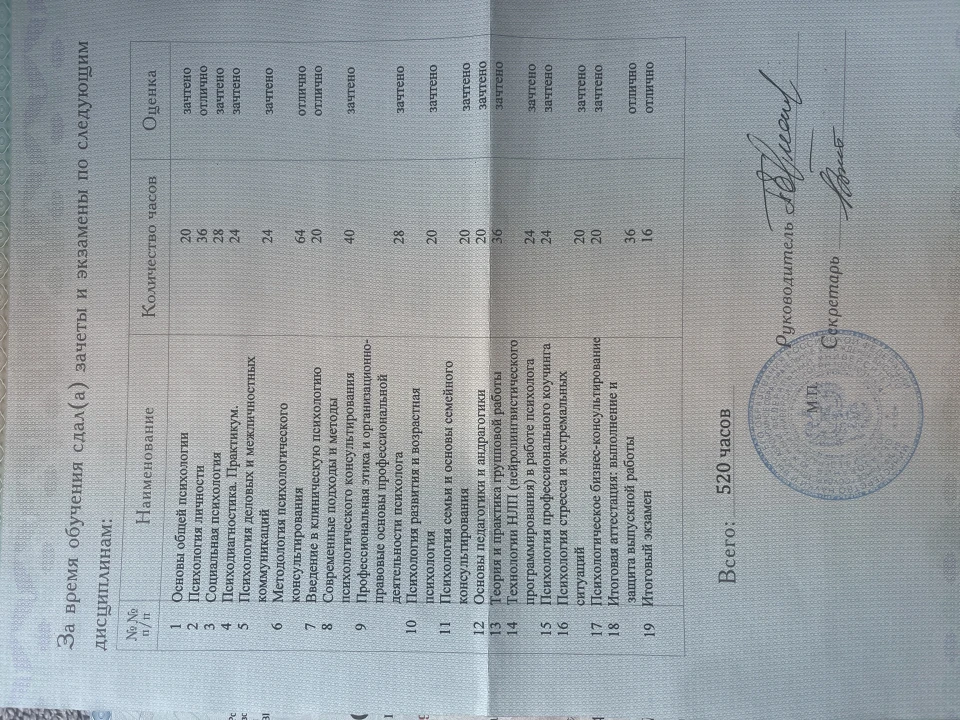 За время обучения сдал(а) зачеты и экзамены по следующим
дисциплинам:
№№ п/п Наименование Количество часов Оценка
1 Основы общей психологии 20 зачтено
2 Психология личности 36 отлично
3 Социальная психология 28 зачтено
4 Психодиагностика. Практикум. 24 зачтено
5 Психология деловых и межличностных
коммуникаций 24 зачтено
6 Методология психологического
консультирования 64 отлично
7 Введение в клиническую психологию 20 отлично
8 Современные подходы и методы
психологического консультирования 40 зачтено
9 Профессиональная этика и организационно-
правовые основы профессиональной
деятельности психолога 28 зачтено
10 Психология развития и возрастная
психология 20 зачтено
11 Психология семьи и основы семейного
консультирования 20 зачтено
12 Основы педагогики и андрагогики 20 зачтено
13 Теория и практика групповой работы 36 зачтено
14 Технологии НЛП (нейролингвистического
программирования) в работе психолога 24 зачтено
15 Психология профессионального коучинга 24 зачтено
16 Психология стресса и экстремальных
ситуаций 20 зачтено
17 Психологическое бизнес-консультирование 20 зачтено
18 Итоговая аттестация: выполнение и
защита выпускной работы 36 отлично
19 Итоговый экзамен 16 отлично
Всего: 520 часов
Руководитель
М.П.
Секретарь